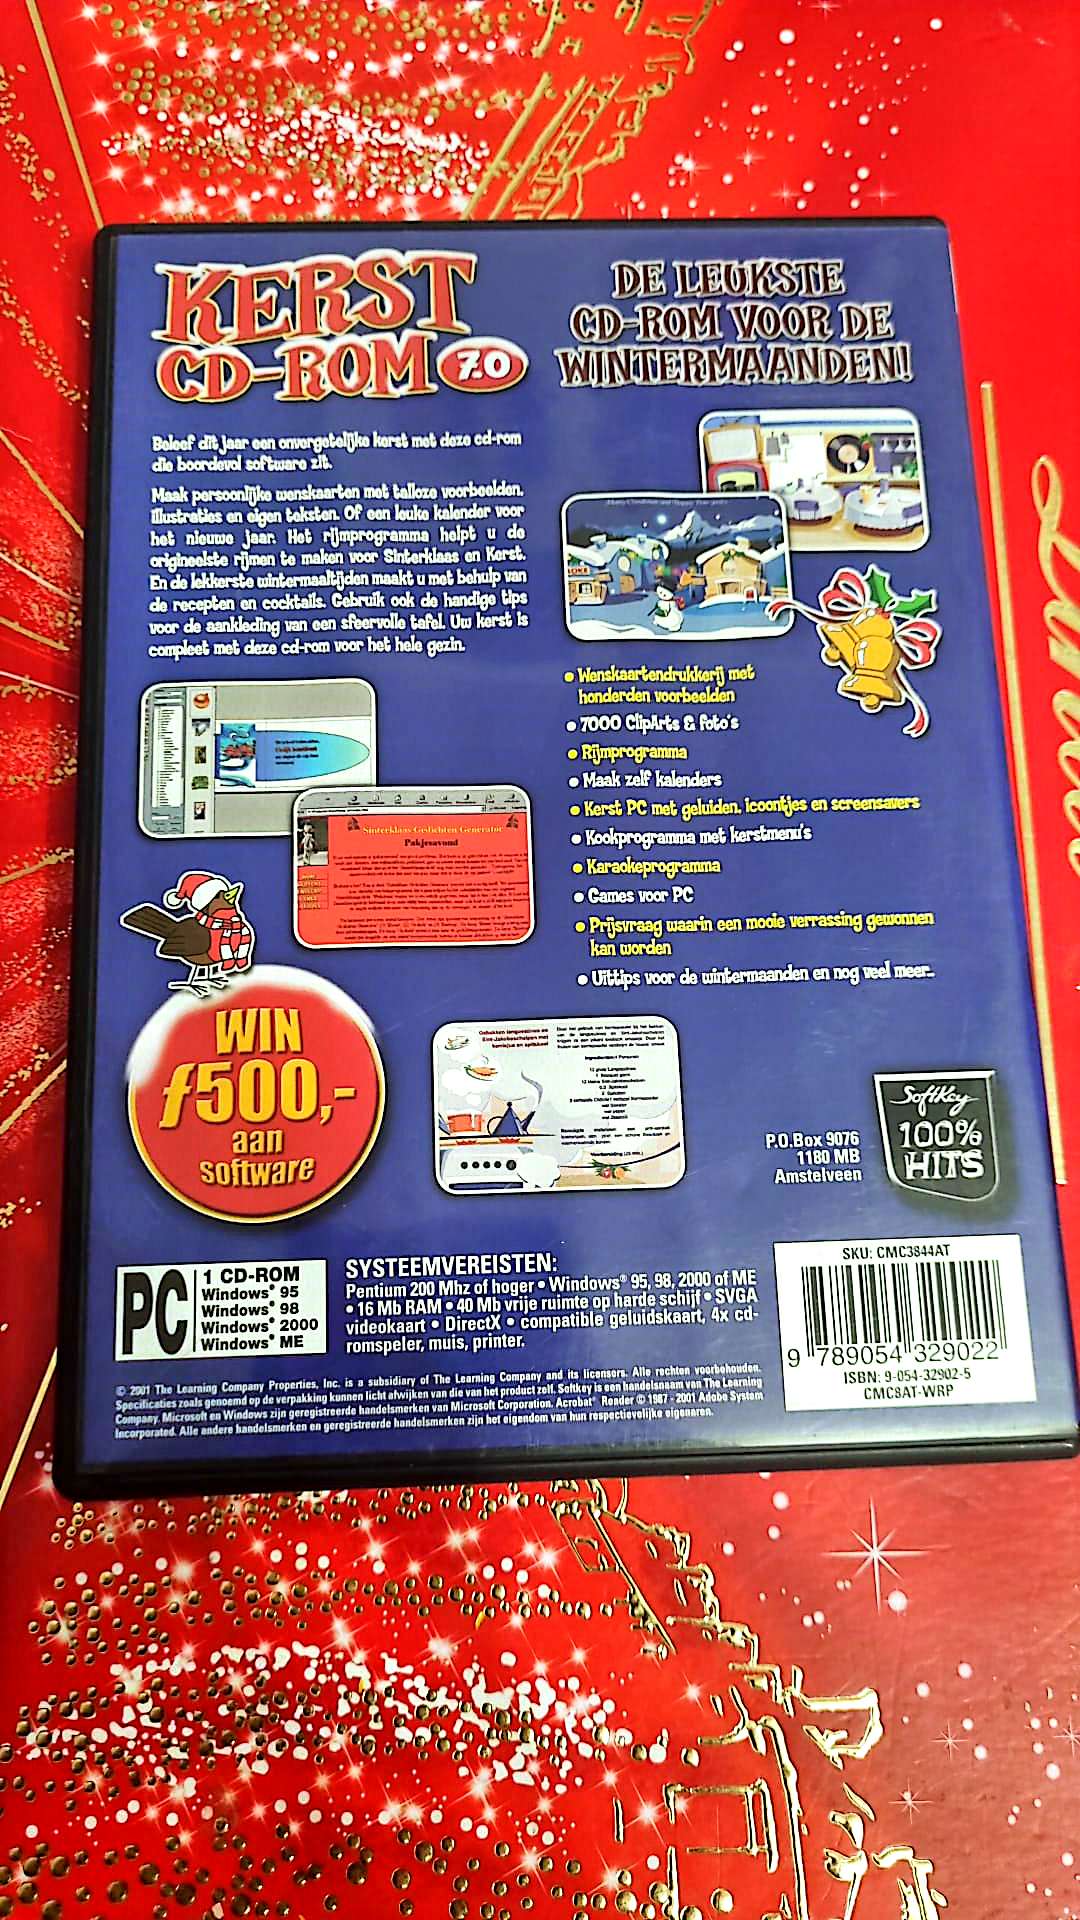 KERST
CD-ROM 7.0
Beleef dit jaar een onvergetelijke kerst met deze cd-rom
die boordevol software zit.
Maak persoonlijke wenskaarten met talloze voorbeelden,
illustraties en eigen teksten. Of een leuke kalender voor
het nieuwe jaar. Het rijmprogramma helpt u de
origineelste rijmen te maken voor Sinterklaas en Kerst.
En de lekkerste wintermaaltijden maakt u met behulp van
de recepten en cocktails. Gebruik ook de handige tips
voor de aankleding van een sfeervolle tafel. Uw kerst is
compleet met deze cd-rom voor het hele gezin.
DE LEUKSTE
CD-ROM VOOR DE
WINTERMAANDEN!
• Wenskaartendrukkerij met
honderden voorbeelden
• 7000 ClipArts & foto's
• Rijmprogramma
• Maak zelf kalenders
• Kerst PC met geluiden, icoontjes en screensavers
• Kookprogramma met kerstmenu's
• Karaokeprogramma
• Games voor PC
• Prijsvraag waarin een mooie verrassing gewonnen
kan worden
• Uittips voor de wintermaanden en nog veel meer..
Sinterklaas Gedichten Generator
Pakjesavond
WIN
ƒ500,-
aan
software
P.O.Box 9076
1180 MB
Amstelveen
SoftKey
100%
HITS
PC
1 CD-ROM
Windows® 95
Windows® 98
Windows® 2000
Windows® ME
SYSTEEMVEREISTEN:
Pentium 200 Mhz of hoger • Windows® 95, 98, 2000 of ME
• 16 Mb RAM • 40 Mb vrije ruimte op harde schijf • SVGA
videokaart • DirectX • compatible geluidskaart, 4x cd-
romspeler, muis, printer.
SKU: CMC3844AT
9 789054 329022
ISBN: 9-054-32902-5
CMC8AT-WRP
© 2001 The Learning Company Properties, Inc. is a subsidiary of The Learning Company and its licensors. Alle rechten voorbehouden.
Specificaties zoals genoemd op de verpakking kunnen licht afwijken van die van het product zelf. Softkey is een handelsnaam van The Learning
Company. Microsoft en Windows zijn geregistreerde handelsmerken van Microsoft Corporation. Acrobat® Reader © 1987 - 2001 Adobe System
Incorporated. Alle andere handelsmerken en geregistreerde handelsmerken zijn het eigendom van hun respectievelijke eigenaren.